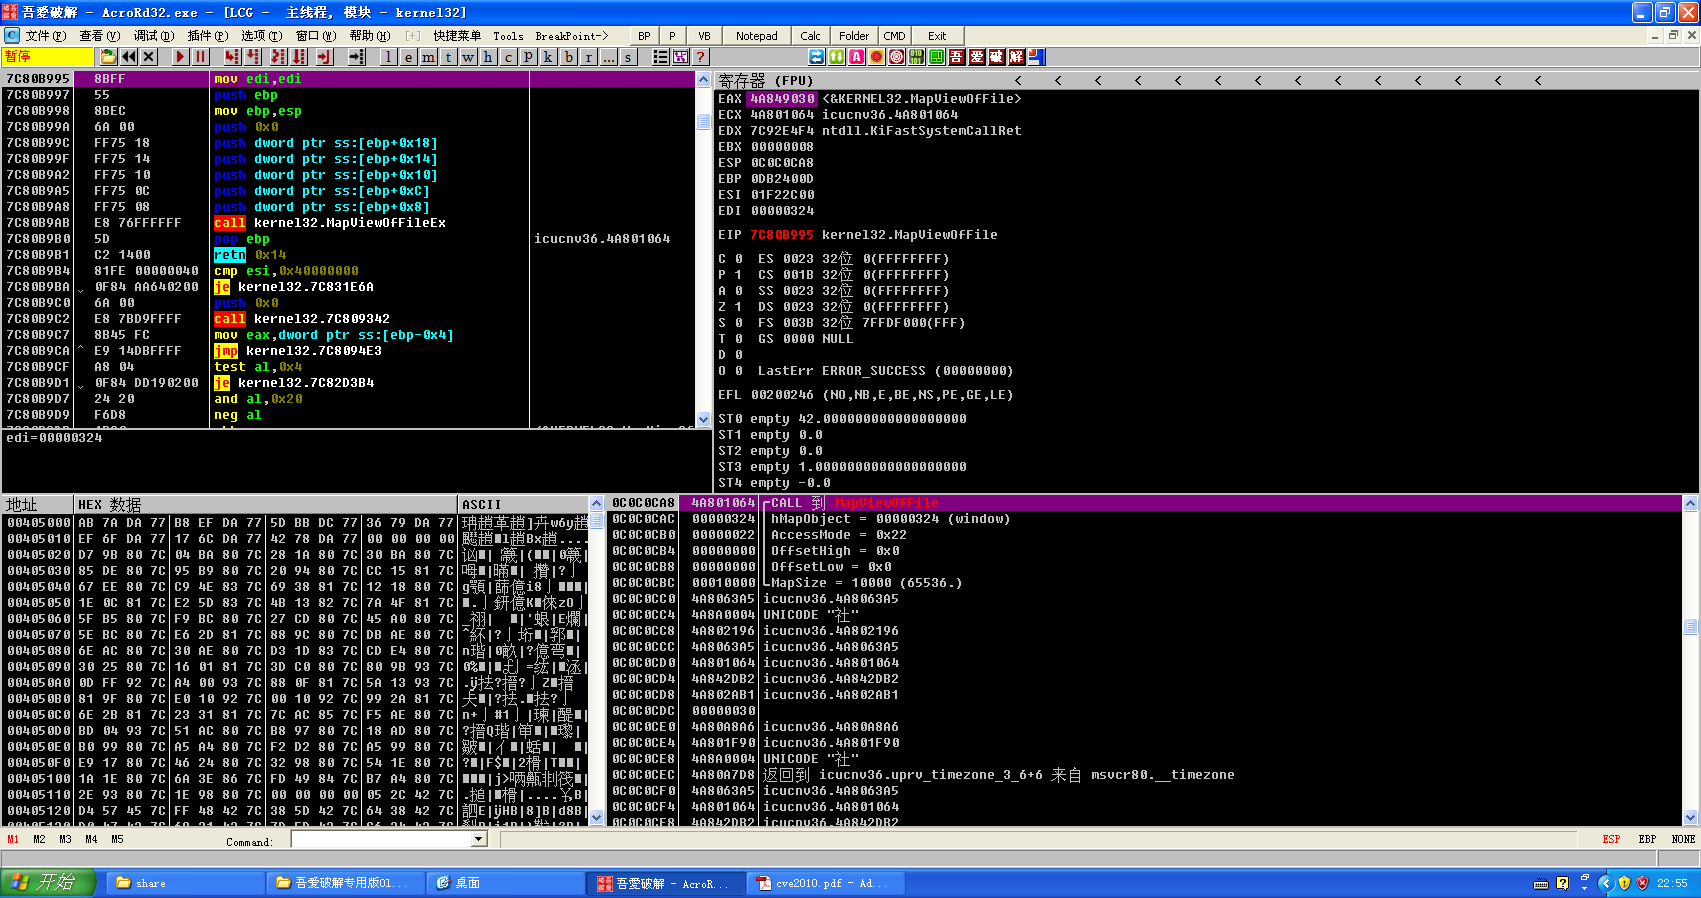 吾愛破解 - AcroRd32.exe - [LCG - 主线程, 模块 - kernel32]
文件(F) 查看(V) 调试(D) 插件(P) 选项(T) 窗口(W) 帮助(H) [+] 快捷菜单 Tools BreakPoint-> BP P VB Notepad Calc Folder CMD Exit
暂停 l e m t w h c p k b r ... s ? 吾 爱 破 解
7C80B995 8BFF mov edi,edi
7C80B997 55 push ebp
7C80B998 8BEC mov ebp,esp
7C80B99A 6A 00 push 0x0
7C80B99C FF75 18 push dword ptr ss:[ebp+0x18]
7C80B99F FF75 14 push dword ptr ss:[ebp+0x14]
7C80B9A2 FF75 10 push dword ptr ss:[ebp+0x10]
7C80B9A5 FF75 0C push dword ptr ss:[ebp+0xC]
7C80B9A8 FF75 08 push dword ptr ss:[ebp+0x8]
7C80B9AB E8 76FFFFFF call kernel32.MapViewOfFileEx
7C80B9B0 5D pop ebp icucnv36.4A801064
7C80B9B1 C2 1400 retn 0x14
7C80B9B4 81FE 00000040 cmp esi,0x40000000
7C80B9BA 0F84 AA640200 je kernel32.7C831E6A
7C80B9C0 6A 00 push 0x0
7C80B9C2 E8 7BD9FFFF call kernel32.7C809342
7C80B9C7 8B45 FC mov eax,dword ptr ss:[ebp-0x4]
7C80B9CA ^ E9 14DBFFFF jmp kernel32.7C8094E3
7C80B9CF A8 04 test al,0x4
7C80B9D1 0F84 DD190200 je kernel32.7C82D3B4
7C80B9D7 24 20 and al,0x20
7C80B9D9 F6D8 neg al
edi=00000324
寄存器 (FPU) < < < < < < < < < < < < < <
EAX 4A849030 <&KERNEL32.MapViewOfFile>
ECX 4A801064 icucnv36.4A801064
EDX 7C92E4F4 ntdll.KiFastSystemCallRet
EBX 00000008
ESP 0C0C0CA8
EBP 0DB2400D
ESI 01F22C00
EDI 00000324
EIP 7C80B995 kernel32.MapViewOfFile
C 0 ES 0023 32位 0(FFFFFFFF)
P 1 CS 001B 32位 0(FFFFFFFF)
A 0 SS 0023 32位 0(FFFFFFFF)
Z 1 DS 0023 32位 0(FFFFFFFF)
S 0 FS 003B 32位 7FFDF000(FFF)
T 0 GS 0000 NULL
D 0
O 0 LastErr ERROR_SUCCESS (00000000)
EFL 00200246 (NO,NB,E,BE,NS,PE,GE,LE)
ST0 empty 42.000000000000000000
ST1 empty 0.0
ST2 empty 0.0
ST3 empty 1.0000000000000000000
ST4 empty -0.0
地址 HEX 数据 ASCII
00405000 AB 7A DA 77 B8 EF DA 77 5D BB DC 77 36 79 DA 77
00405010 EF 6F DA 77 17 6C DA 77 42 78 DA 77 00 00 00 00
00405020 D7 9B 80 7C 04 BA 80 7C 28 1A 80 7C 30 BA 80 7C
00405030 85 DE 80 7C 95 B9 80 7C 20 94 80 7C CC 15 81 7C
00405040 67 EE 80 7C C9 4E 83 7C 69 38 81 7C 12 18 80 7C
00405050 1E 0C 81 7C E2 5D 83 7C 4B 13 82 7C 7A 4F 81 7C
00405060 5F B5 80 7C F9 BC 80 7C 27 CD 80 7C 45 A0 80 7C
00405070 5E BC 80 7C E6 2D 81 7C 88 9C 80 7C DB AE 80 7C
00405080 6E AC 80 7C 30 AE 80 7C D3 1D 83 7C CD E4 80 7C
00405090 30 25 80 7C 16 01 81 7C 3D C0 80 7C 80 9B 93 7C
004050A0 0D FF 92 7C A4 00 93 7C 88 0F 81 7C 5A 13 93 7C
004050B0 81 9F 80 7C E0 10 92 7C 00 10 92 7C 99 2A 81 7C
004050C0 6E 2B 81 7C 23 31 81 7C 7C AC 85 7C F5 AE 80 7C
004050D0 BD 04 93 7C 51 AC 80 7C B8 97 80 7C 18 AD 80 7C
004050E0 B0 99 80 7C A5 A4 80 7C F2 D2 80 7C A5 99 80 7C
004050F0 E9 17 80 7C 46 24 80 7C 32 98 80 7C 54 1E 80 7C
00405100 1A 1E 80 7C 6A 3E 86 7C FD 49 84 7C B7 A4 80 7C
00405110 2E 93 80 7C 1E 98 80 7C 00 00 00 00 05 2C 42 7C
00405120 D4 57 45 7C FF 48 42 7C 38 5D 42 7C 64 38 42 7C
0C0C0CA8 4A801064 CALL 到 MapViewOfFile
0C0C0CAC 00000324 hMapObject = 00000324 (window)
0C0C0CB0 00000022 AccessMode = 0x22
0C0C0CB4 00000000 OffsetHigh = 0x0
0C0C0CB8 00000000 OffsetLow = 0x0
0C0C0CBC 00010000 MapSize = 10000 (65536.)
0C0C0CC0 4A8063A5 icucnv36.4A8063A5
0C0C0CC4 4A8A0004 UNICODE "社"
0C0C0CC8 4A802196 icucnv36.4A802196
0C0C0CCC 4A8063A5 icucnv36.4A8063A5
0C0C0CD0 4A801064 icucnv36.4A801064
0C0C0CD4 4A842DB2 icucnv36.4A842DB2
0C0C0CD8 4A802AB1 icucnv36.4A802AB1
0C0C0CDC 00000030
0C0C0CE0 4A80A8A6 icucnv36.4A80A8A6
0C0C0CE4 4A801F90 icucnv36.4A801F90
0C0C0CE8 4A8A0004 UNICODE "社"
0C0C0CEC 4A80A7D8 返回到 icucnv36.uprv_timezone_3_6+6 来自 msvcr80.__timezone
0C0C0CF0 4A8063A5 icucnv36.4A8063A5
0C0C0CF4 4A801064 icucnv36.4A801064
0C0C0CF8 4A842DB2 icucnv36.4A842DB2
M1 M2 M3 M4 M5 Command: ESP EBP NONE
开始 share 吾爱破解专用版Ol... 桌面 吾爱破解 - AcroR... cve2010.pdf - Ad... 22:55